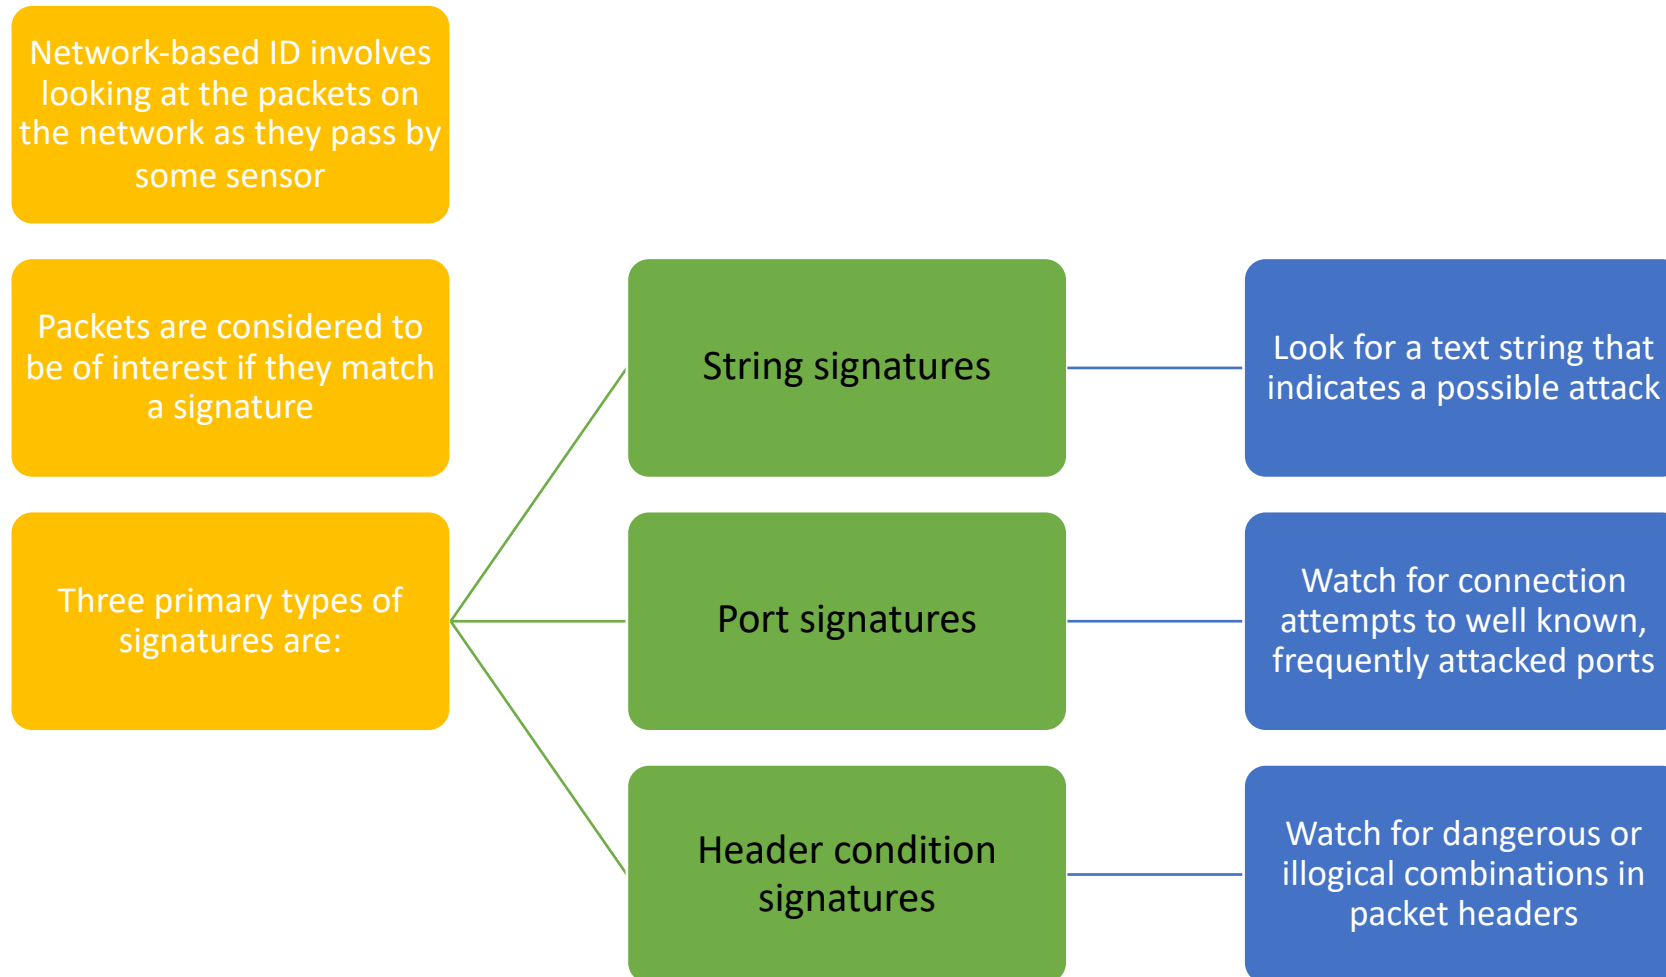 Network-based ID involves
looking at the packets on
the network as they pass by
some sensor
Packets are considered to
be of interest if they match
a signature
Three primary types of
signatures are:
String signatures
Look for a text string that
indicates a possible attack
Port signatures
Watch for connection
attempts to well known,
frequently attacked ports
Header condition
signatures
Watch for dangerous or
illogical combinations in
packet headers